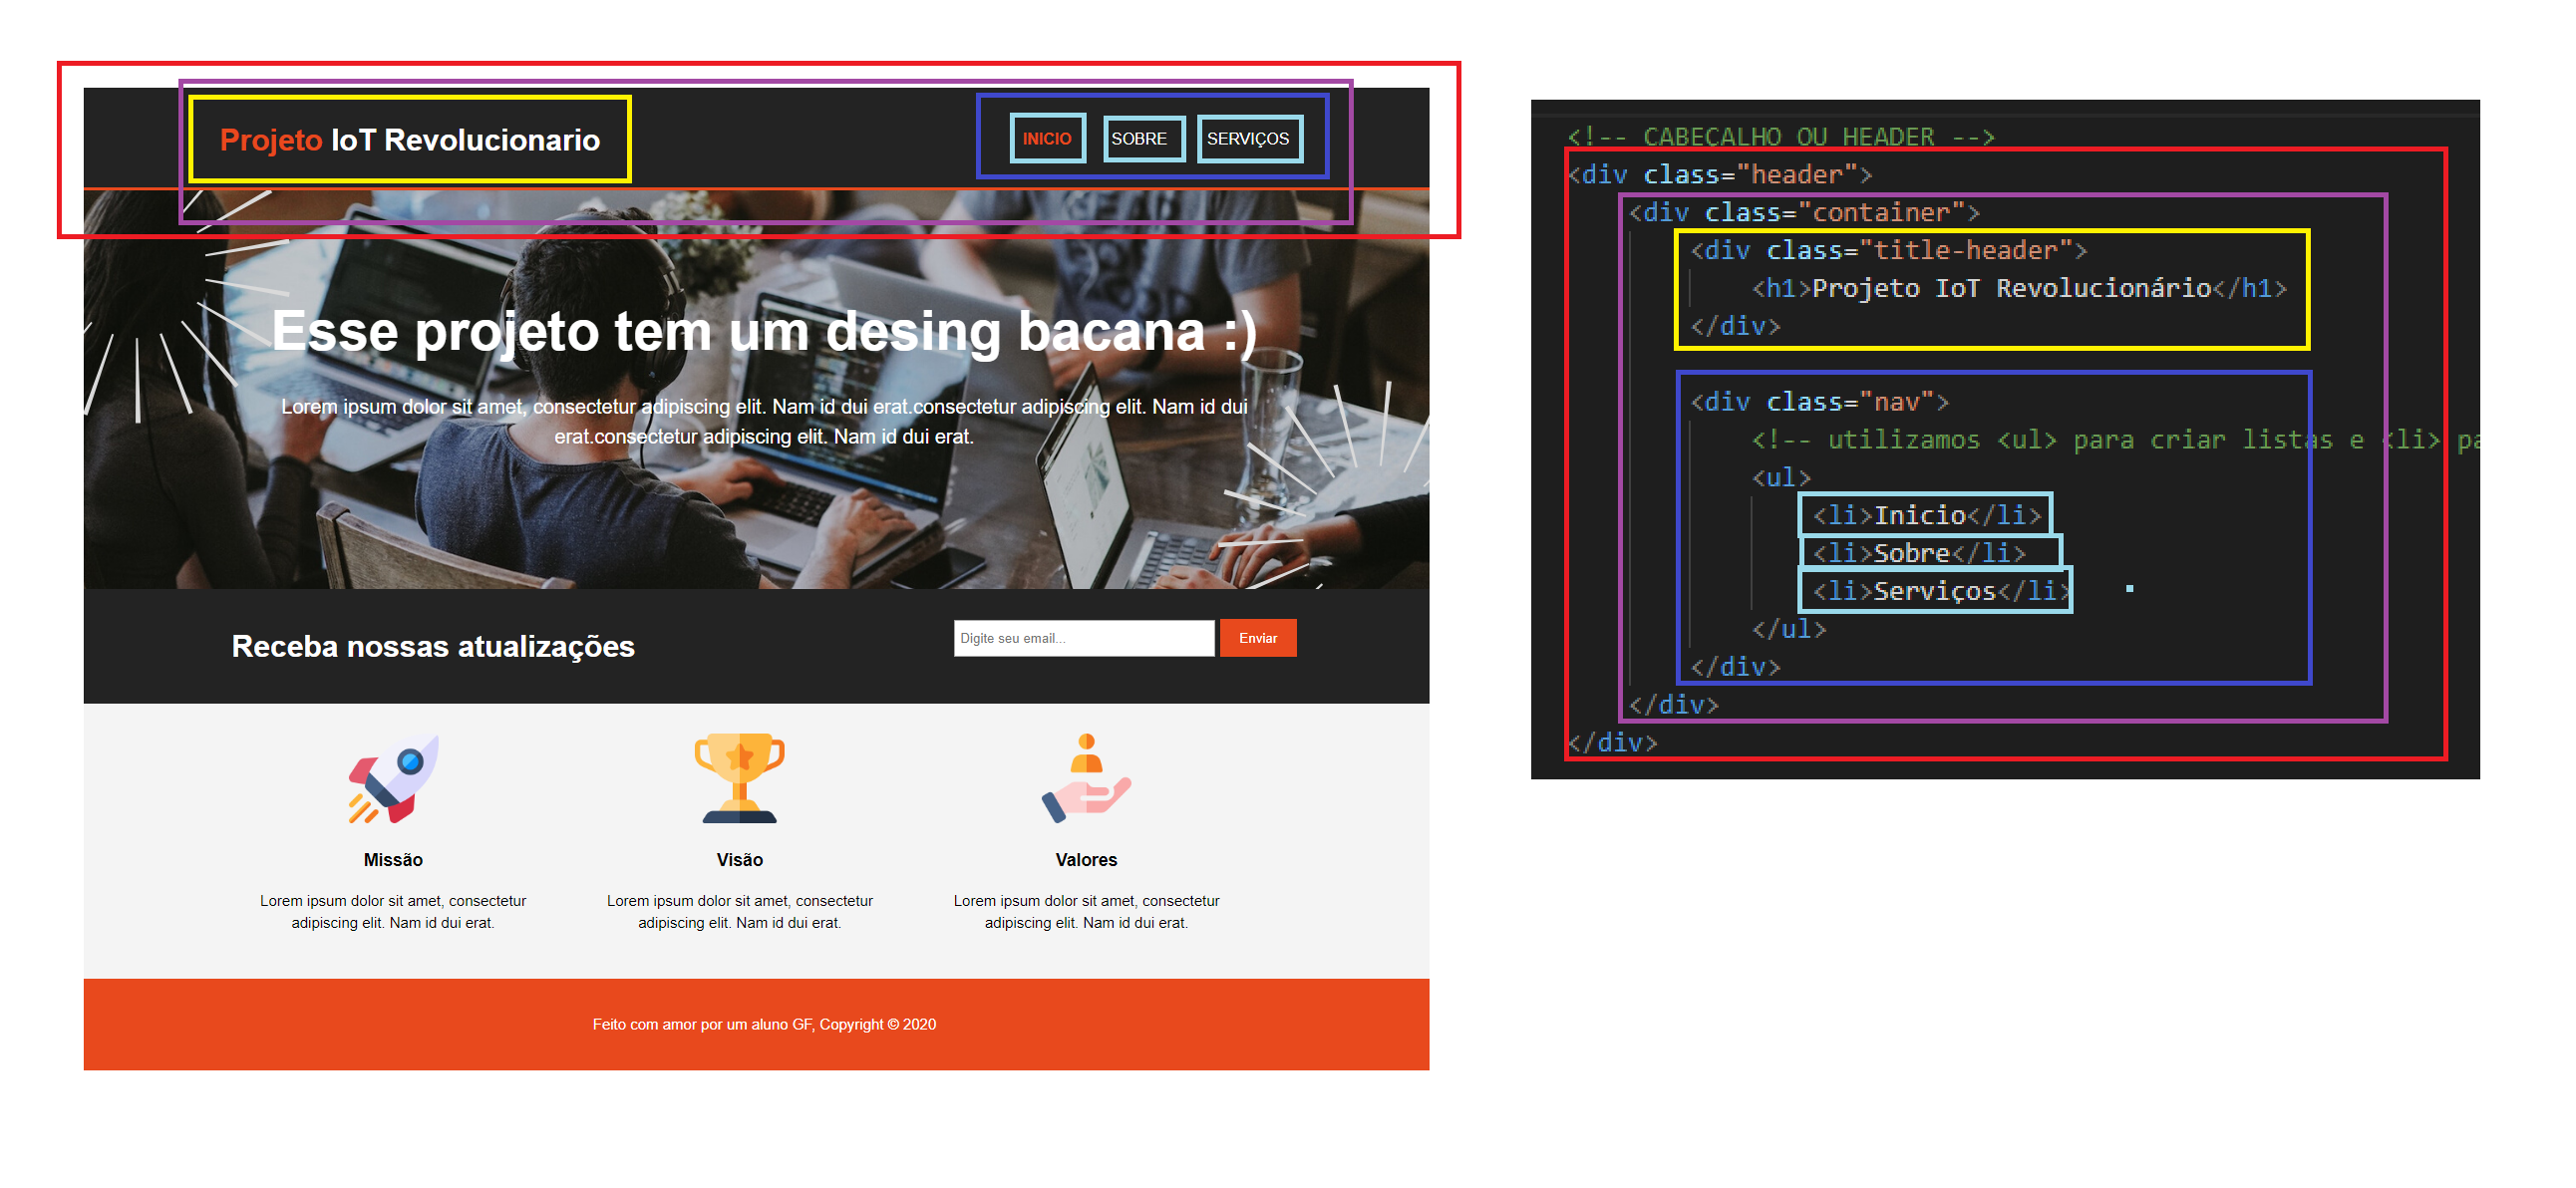 Projeto IoT Revolucionario
INICIO
SOBRE
SERVIÇOS
Esse projeto tem um desing bacana :)
Lorem ipsum dolor sit amet, consectetur adipiscing elit. Nam id dui erat.consectetur adipiscing elit. Nam id dui
erat.consectetur adipiscing elit. Nam id dui erat.
Receba nossas atualizações
Digite seu email...
Enviar
Missão
Lorem ipsum dolor sit amet, consectetur
adipiscing elit. Nam id dui erat.
Visão
Lorem ipsum dolor sit amet, consectetur
adipiscing elit. Nam id dui erat.
Valores
Lorem ipsum dolor sit amet, consectetur
adipiscing elit. Nam id dui erat.
Feito com amor por um aluno GF, Copyright © 2020
<!-- CABEÇALHO OU HEADER -->
<div class="header">
<div class="container">
<div class="title-header">
<h1>Projeto IoT Revolucionário</h1>
</div>
<div class="nav">
<!-- utilizamos <ul> para criar listas e <li> pa
<ul>
<li>Inicio</li>
<li>Sobre</li>
<li>Serviços</li>
</ul>
</div>
</div>
</div>